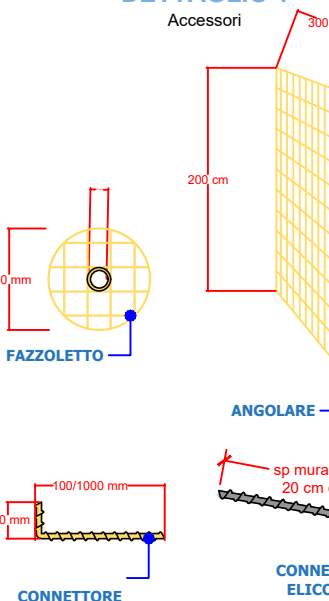 Accessori
300
200 cm
0 mm
FAZZOLETTO
ANGOLARE
sp mura
20 cm
100/1000 mm
0 mm
CONNETTORE
CONNE
ELICO